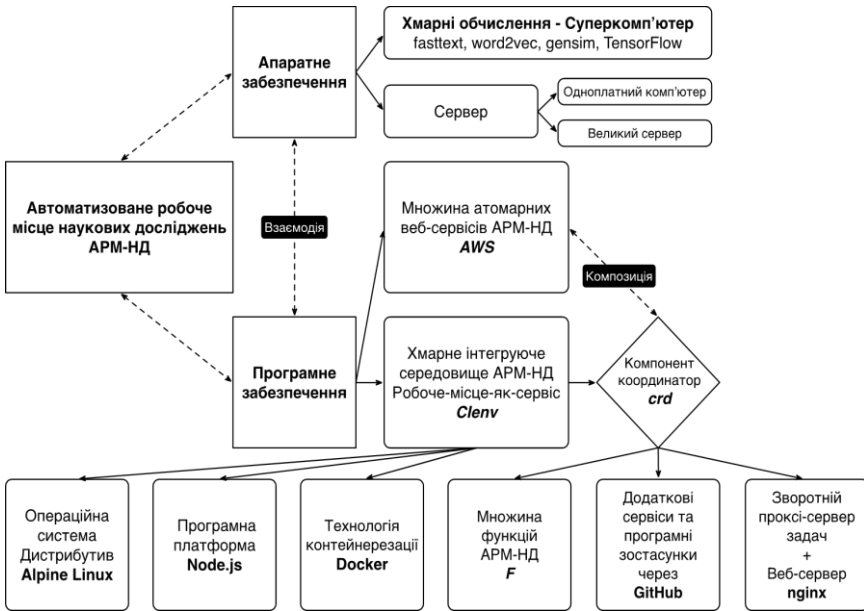 Хмарні обчислення - Суперкомп'ютер
fasttext, word2vec, gensim, TensorFlow
Апаратне
забезпечення
Сервер
Одноплатний комп'ютер
Великий сервер
Автоматизоване робоче
місце наукових досліджень
АРМ-НД
Взаємодія
Множина атомарних
веб-сервісів АРМ-НД
AWS
Композиція
Програмне
забезпечення
Хмарне інтегруюче
середовище АРМ-НД
Робоче-місце-як-сервіс
Clenv
Компонент
координатор
crd
Операційна
система
Дистрибутив
Alpine Linux
Програмна
платформа
Node.js
Технологія
контейнерезації
Docker
Множина
функцій
АРМ-НД
F
Додаткові
сервіси та
програмні
зостасунки
через
GitHub
Зворотній
проксі-сервер
задач
+
Веб-сервер
nginx